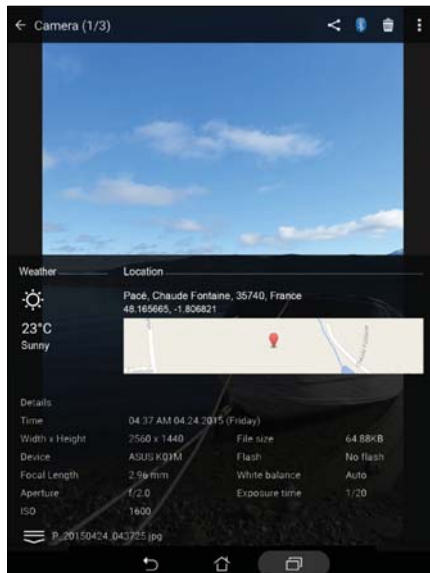 Camera (1/3)
Weather
Location
Pacé, Chaude Fontaine, 35740, France
48.165665, -1.806821
23°C
Sunny
Details
Time 04:37 AM 04.24.2015 (Friday)
Width x Height 2560 x 1440 File size 64.88KB
Device ASUS K01M Flash No flash
Focal Length 2.96 mm White balance Auto
Aperture f/2.0 Exposure time 1/20
ISO 1600
P_20150424_043725.jpg